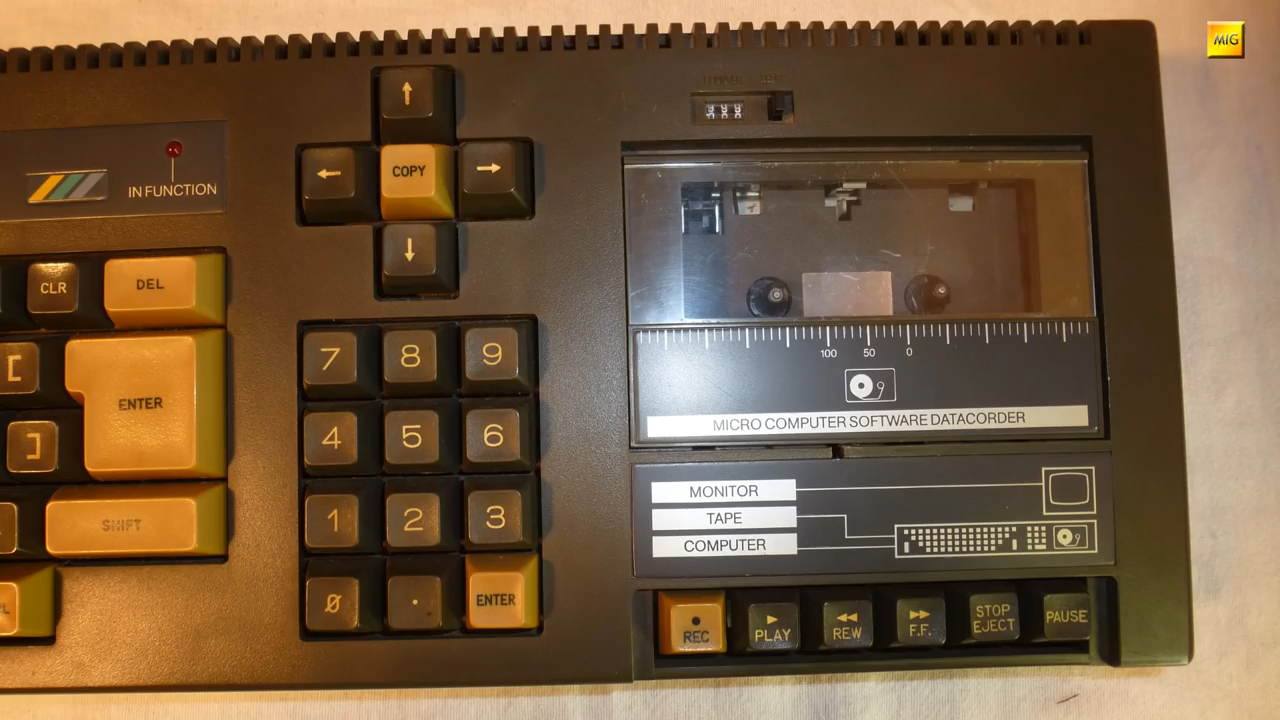 MIG
IN FUNCTION
↑
← COPY →
↓
CLR DEL
[ ENTER
]
SHIFT
7 8 9
4 5 6
1 2 3
0 . ENTER
100 50 0
MICRO COMPUTER SOFTWARE DATACORDER
MONITOR
TAPE
COMPUTER
REC
PLAY
REW
F.F.
STOP
EJECT
PAUSE